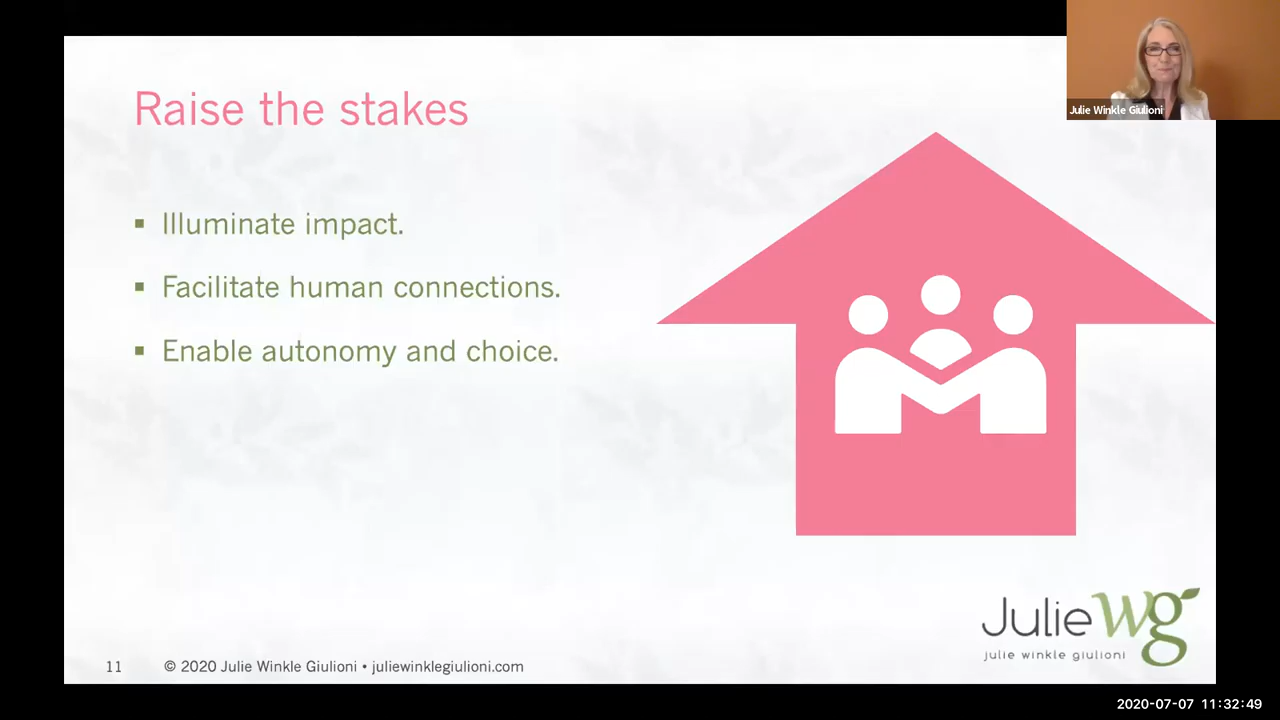 Raise the stakes
Julie Winkle Giulioni
▪ Illuminate impact.
▪ Facilitate human connections.
▪ Enable autonomy and choice.
Julie wg
julie winkle giulioni
11 © 2020 Julie Winkle Giulioni • juliewinklegiulioni.com
2020-07-07 11:32:49